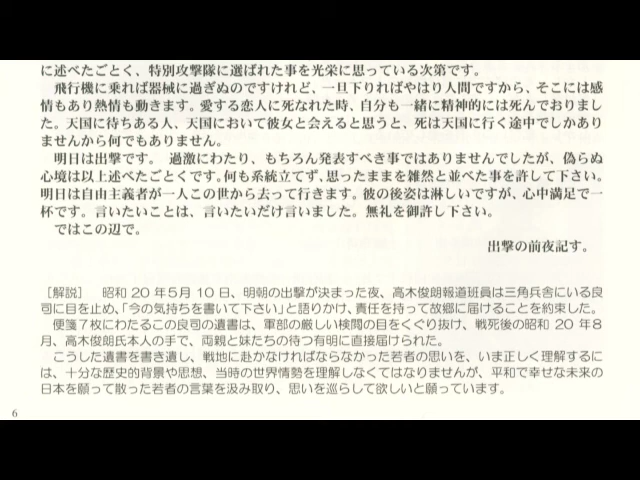 に述べたごとく、特別攻撃隊に選ばれた事を光栄に思っている次第です。
飛行機に乗れば器械に過ぎぬのですけれど、一旦下りればやはり人間ですから、そこには感
情もあり熱情も動きます。愛する恋人に死なれた時、自分も一緒に精神的には死んでおりまし
た。天国に待ちある人、天国において彼女と会えると思うと、死は天国に行く途中でしかあり
ませんから何でもありません。
明日は出撃です。 過激にわたり、もちろん発表すべき事ではありませんでしたが、偽らぬ
心境は以上述べたごとくです。何も系統立てず、思ったままを雑然と並べた事を許して下さい。
明日は自由主義者が一人この世から去って行きます。彼の後姿は淋しいですが、心中満足で一
杯です。言いたいことは、言いたいだけ言いました。無礼を御許し下さい。
ではこの辺で。
出撃の前夜記す。
［解説］ 昭和20年5月10日、明朝の出撃が決まった夜、高木俊朗報道班員は三角兵舎にいる良
司に目を止め、「今の気持ちを書いて下さい」と語りかけ、責任を持って故郷に届けることを約束した。
便箋7枚にわたるこの良司の遺書は、軍部の厳しい検閲の目をくぐり抜け、戦死後の昭和20年8
月、高木俊朗氏本人の手で、両親と妹たちの待つ有明に直接届けられた。
こうした遺書を書き遺し、戦地に赴かなければならなかった若者の思いを、いま正しく理解するに
は、十分な歴史的背景や思想、当時の世界情勢を理解しなくてはなりませんが、平和で幸せな未来の
日本を願って散った若者の言葉を汲み取り、思いを巡らして欲しいと願っています。
6